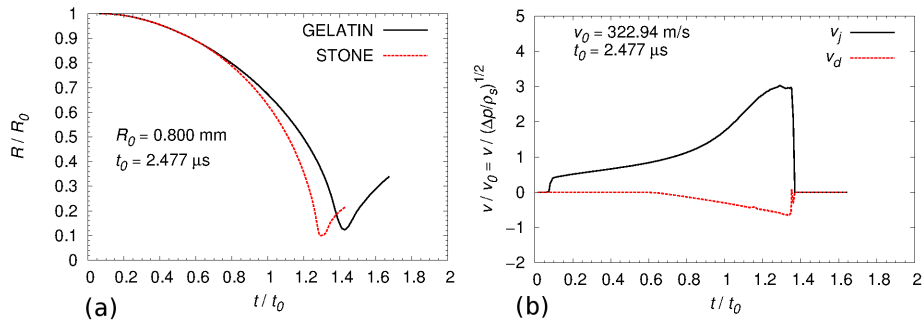 1
0.9
0.8
0.7
0.6
0.5
0.4
0.3
0.2
0.1
R / R₀
GELATIN
STONE
R₀ = 0.800 mm
t₀ = 2.477 μs
0 0.2 0.4 0.6 0.8 1 1.2 1.4 1.6 1.8 2
t / t₀
(a)
5
4
3
2
1
0
−1
−2
v / v₀ = v / (Δp/ρₛ)^1/2
v₀ = 322.94 m/s
t₀ = 2.477 μs
v_j
v_d
0 0.2 0.4 0.6 0.8 1 1.2 1.4 1.6 1.8 2
t / t₀
(b)